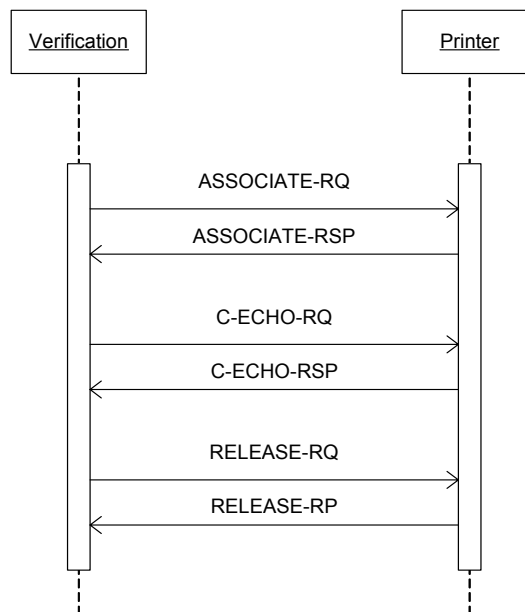 Verification
Printer
ASSOCIATE-RQ
ASSOCIATE-RSP
C-ECHO-RQ
C-ECHO-RSP
RELEASE-RQ
RELEASE-RP